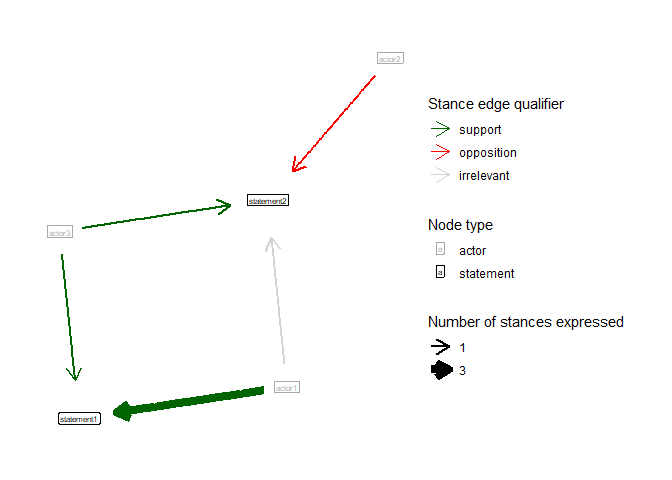 actor2
statement2
actor3
actor1
statement1
Stance edge qualifier
support
opposition
irrelevant
Node type
a actor
a statement
Number of stances expressed
1
3